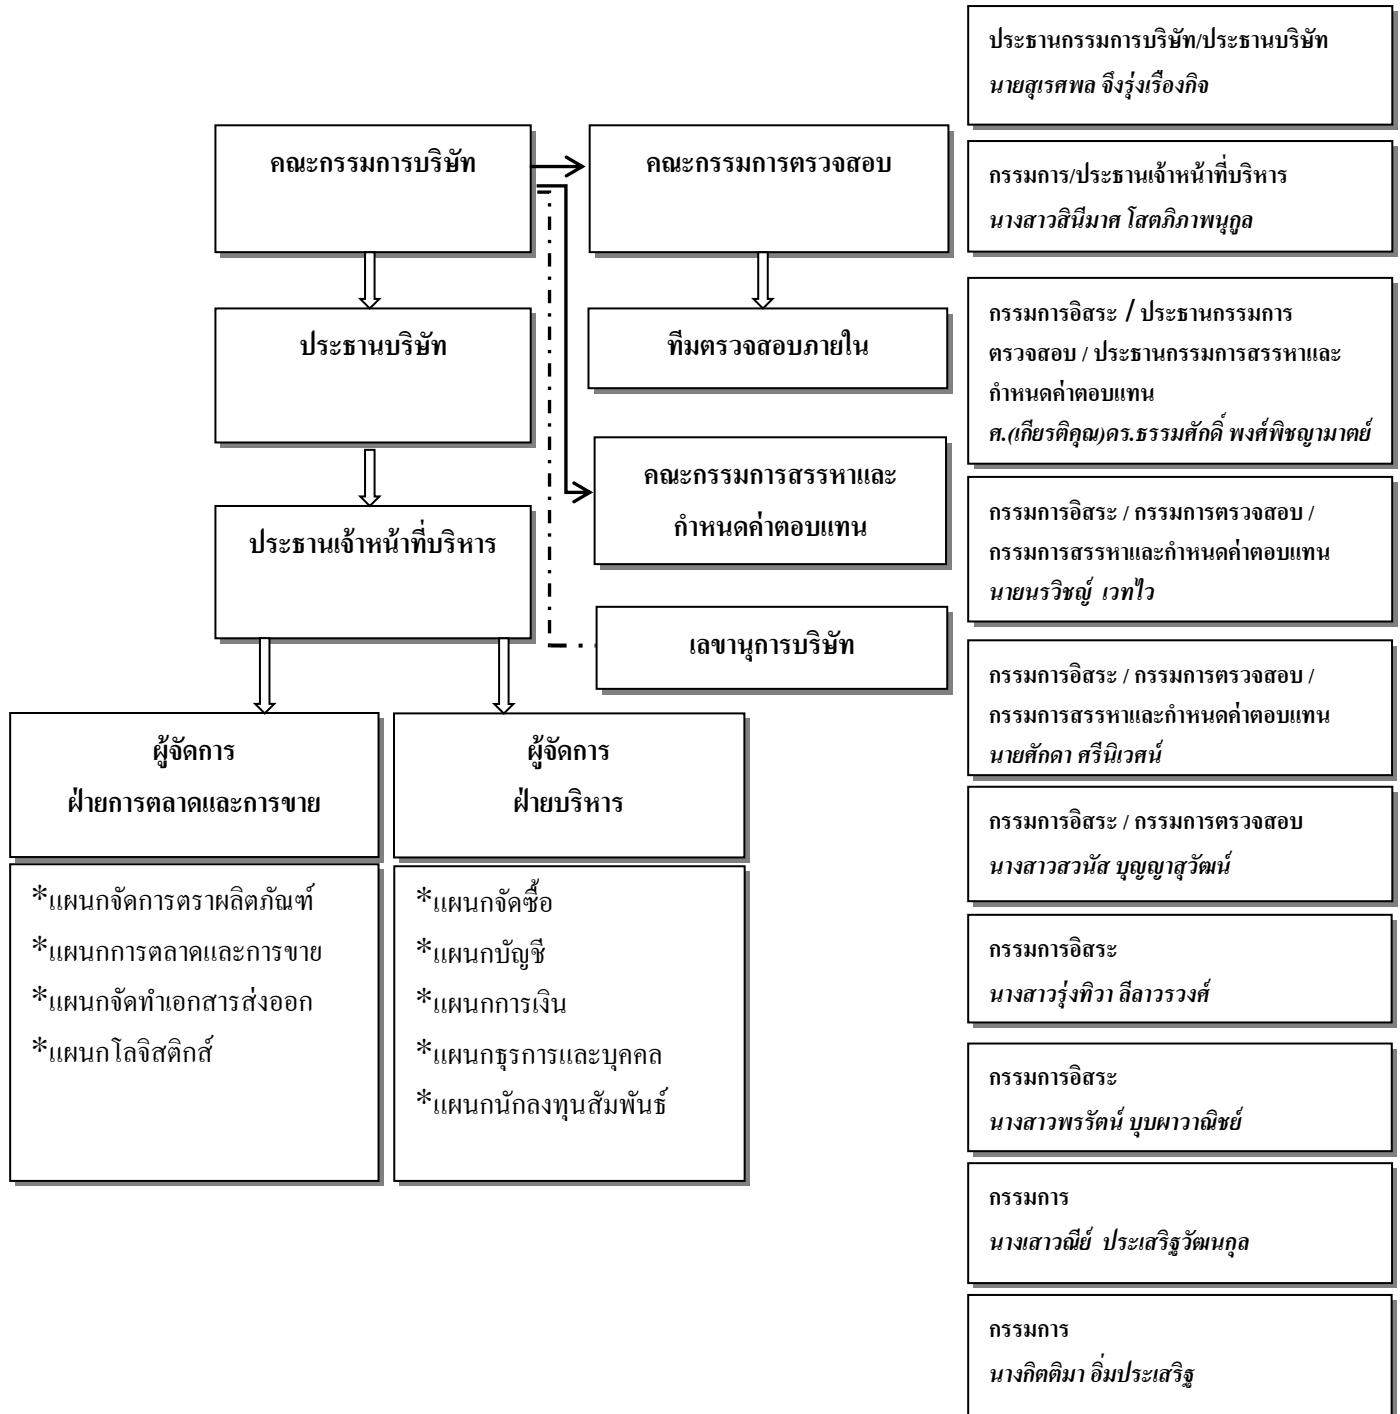 คณะกรรมการบริษัท
คณะกรรมการตรวจสอบ
ประธานบริษัท
ทีมตรวจสอบภายใน
คณะกรรมการสรรหาและ
กำหนดค่าตอบแทน
ประธานเจ้าหน้าที่บริหาร
เลขานุการบริษัท
ผู้จัดการ
ฝ่ายการตลาดและการขาย
*แผนกจัดการตราผลิตภัณฑ์
*แผนกการตลาดและการขาย
*แผนกจัดทำเอกสารส่งออก
*แผนกโลจิสติกส์
ผู้จัดการ
ฝ่ายบริหาร
*แผนกจัดซื้อ
*แผนกบัญชี
*แผนกการเงิน
*แผนกธุรการและบุคคล
*แผนกนักลงทุนสัมพันธ์
ประธานกรรมการบริษัท/ประธานบริษัท
นายสุเรศพล จึงรุ่งเรืองกิจ
กรรมการ/ประธานเจ้าหน้าที่บริหาร
นางสาวสินีมาศ โสตภิภาพนุกูล
กรรมการอิสระ / ประธานกรรมการ
ตรวจสอบ / ประธานกรรมการสรรหาและ
กำหนดค่าตอบแทน
ศ.(เกียรติคุณ)ดร.ธรรมศักดิ์ พงศ์พิชญามาตย์
กรรมการอิสระ / กรรมการตรวจสอบ /
กรรมการสรรหาและกำหนดค่าตอบแทน
นายนรวิชญ์ เวทไว
กรรมการอิสระ / กรรมการตรวจสอบ /
กรรมการสรรหาและกำหนดค่าตอบแทน
นายศักดา ศรีนิเวศน์
กรรมการอิสระ / กรรมการตรวจสอบ
นางสาวสวนัส บุญญาสุวัฒน์
กรรมการอิสระ
นางสาวรุ่งทิวา ลีลาวรวงศ์
กรรมการอิสระ
นางสาวพรรัตน์ บุบผาวาณิชย์
กรรมการ
นางเสาวณีย์ ประเสริฐวัฒนกุล
กรรมการ
นางกิตติมา อิ่มประเสริฐ